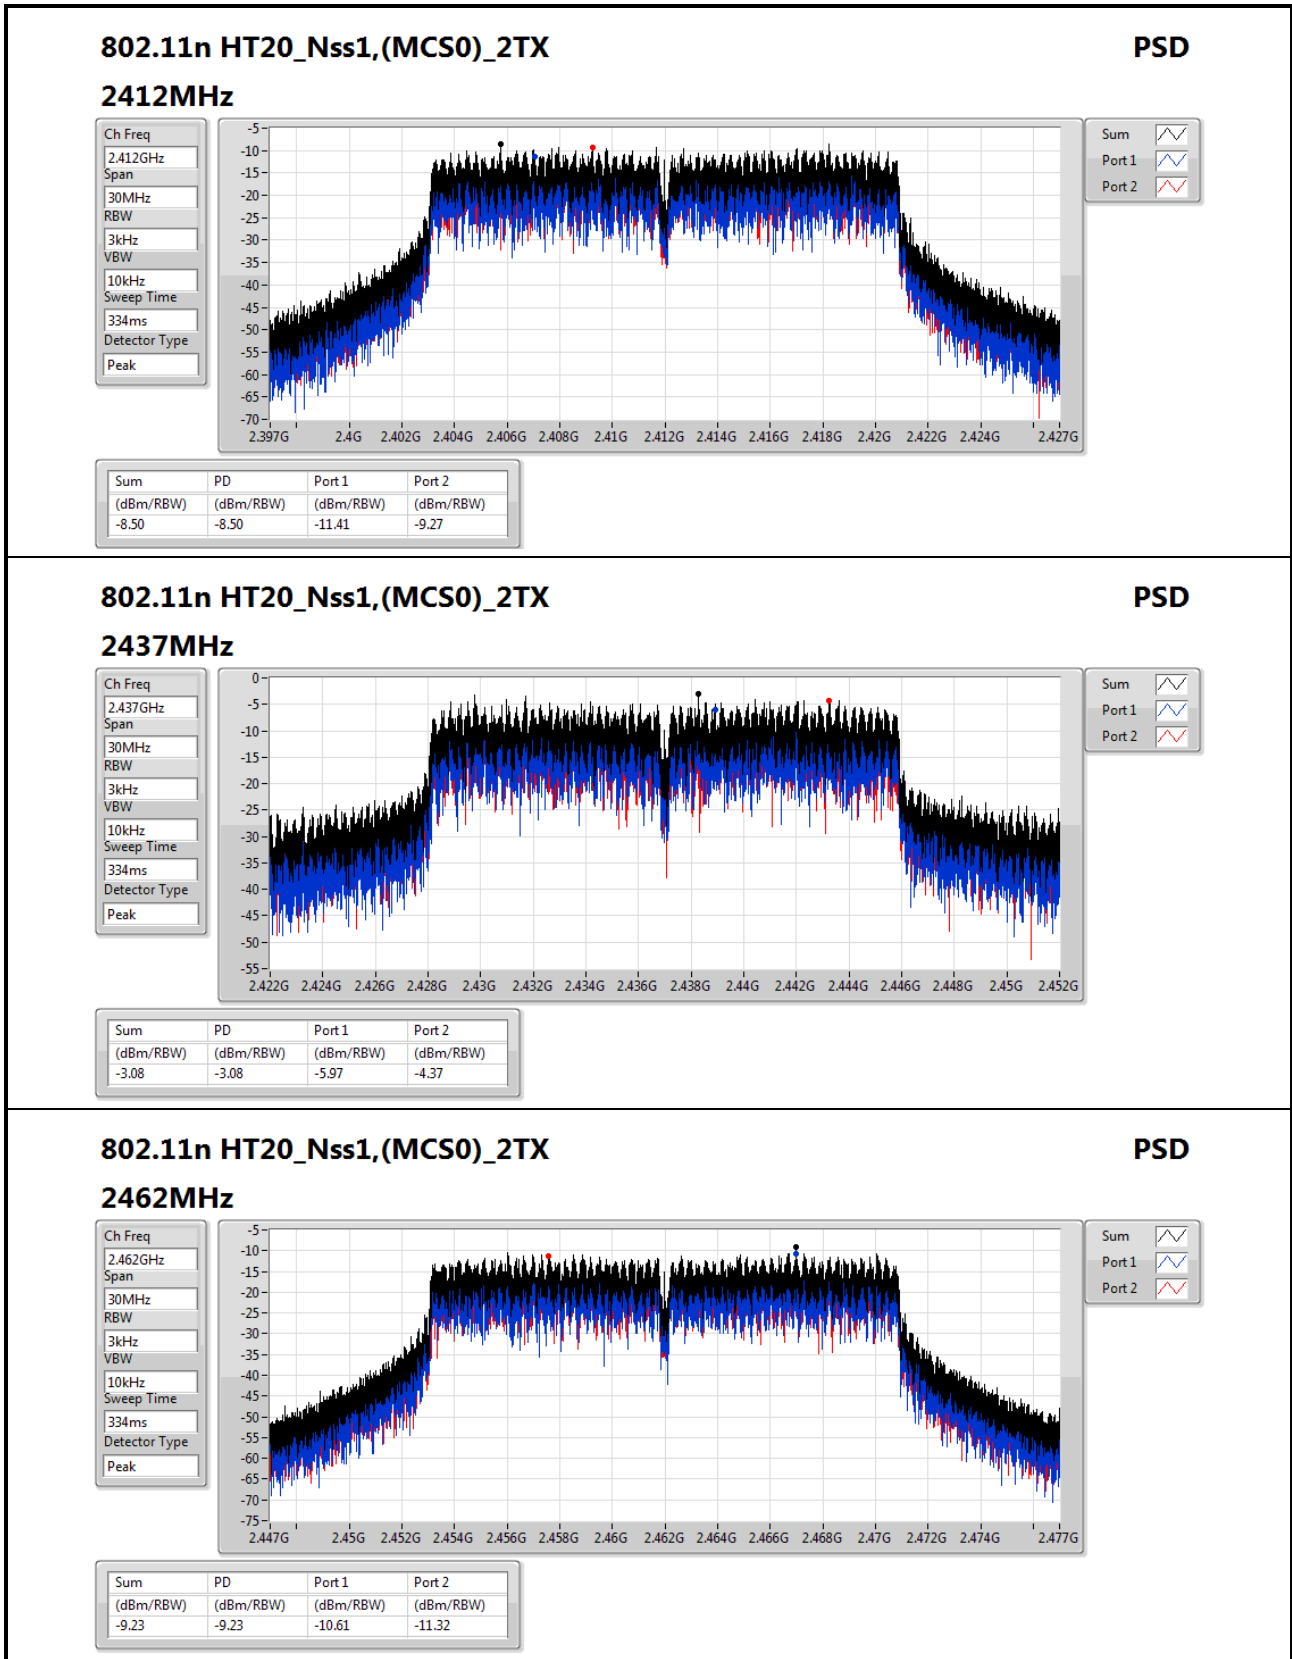 802.11n HT20_Nss1,(MCS0)_2TX PSD
2412MHz
Ch Freq
2.412GHz
Span
30MHz
RBW
3kHz
VBW
10kHz
Sweep Time
334ms
Detector Type
Peak
-5
-10
-15
-20
-25
-30
-35
-40
-45
-50
-55
-60
-65
-70
2.397G 2.4G 2.402G 2.404G 2.406G 2.408G 2.41G 2.412G 2.414G 2.416G 2.418G 2.42G 2.422G 2.424G 2.427G
Sum
Port 1
Port 2
Sum PD Port 1 Port 2
(dBm/RBW) (dBm/RBW) (dBm/RBW) (dBm/RBW)
-8.50 -8.50 -11.41 -9.27
802.11n HT20_Nss1,(MCS0)_2TX PSD
2437MHz
Ch Freq
2.437GHz
Span
30MHz
RBW
3kHz
VBW
10kHz
Sweep Time
334ms
Detector Type
Peak
0
-5
-10
-15
-20
-25
-30
-35
-40
-45
-50
-55
2.422G 2.424G 2.426G 2.428G 2.43G 2.432G 2.434G 2.436G 2.438G 2.44G 2.442G 2.444G 2.446G 2.448G 2.45G 2.452G
Sum
Port 1
Port 2
Sum PD Port 1 Port 2
(dBm/RBW) (dBm/RBW) (dBm/RBW) (dBm/RBW)
-3.08 -3.08 -5.97 -4.37
802.11n HT20_Nss1,(MCS0)_2TX PSD
2462MHz
Ch Freq
2.462GHz
Span
30MHz
RBW
3kHz
VBW
10kHz
Sweep Time
334ms
Detector Type
Peak
-5
-10
-15
-20
-25
-30
-35
-40
-45
-50
-55
-60
-65
-70
-75
2.447G 2.45G 2.452G 2.454G 2.456G 2.458G 2.46G 2.462G 2.464G 2.466G 2.468G 2.47G 2.472G 2.474G 2.477G
Sum
Port 1
Port 2
Sum PD Port 1 Port 2
(dBm/RBW) (dBm/RBW) (dBm/RBW) (dBm/RBW)
-9.23 -9.23 -10.61 -11.32